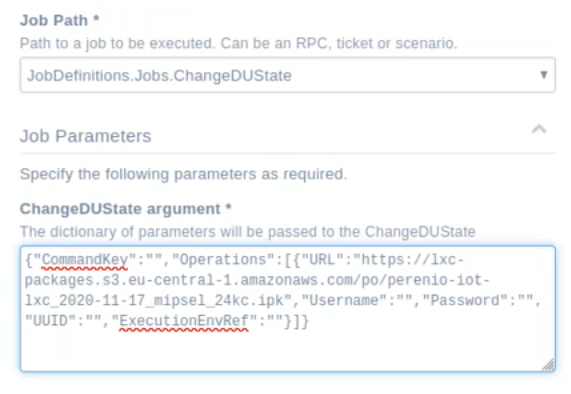 Job Path *
Path to a job to be executed. Can be an RPC, ticket or scenario.
JobDefinitions.Jobs.ChangeDUState
Job Parameters
Specify the following parameters as required.
ChangeDUState argument *
The dictionary of parameters will be passed to the ChangeDUState
{"CommandKey":"","Operations":[{"URL":"https://lxc-
packages.s3.eu-central-1.amazonaws.com/po/perenio-iot-
lxc_2020-11-17_mipsel_24kc.ipk","Username":"","Password":"",
"UUID":"","ExecutionEnvRef":""}]}